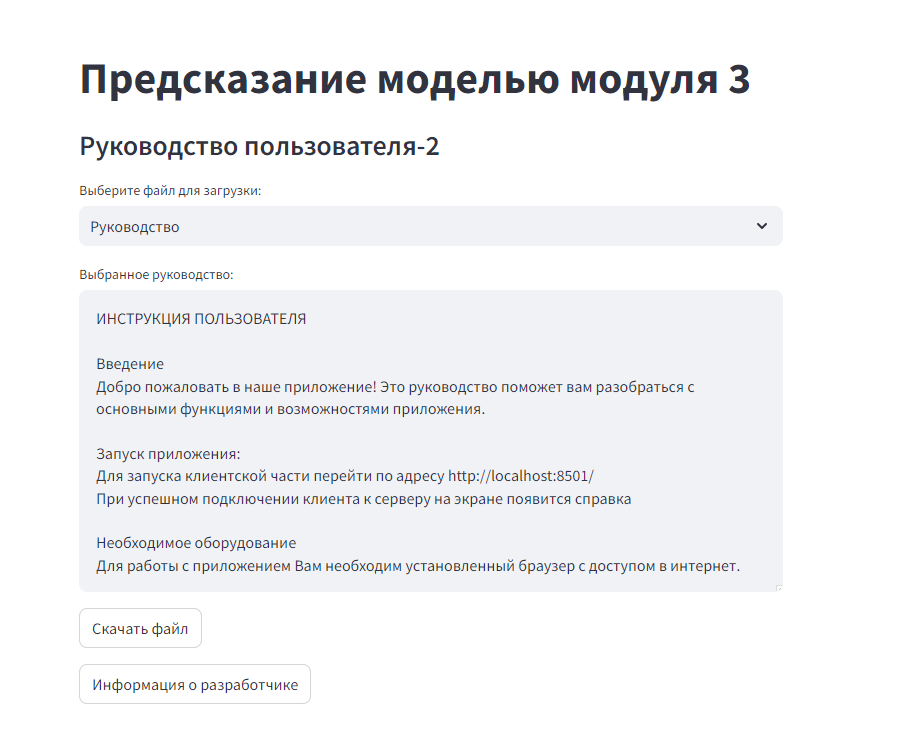 Предсказание моделью модуля 3
Руководство пользователя-2
Выберите файл для загрузки:
Руководство
Выбранное руководство:
ИНСТРУКЦИЯ ПОЛЬЗОВАТЕЛЯ
Введение
Добро пожаловать в наше приложение! Это руководство поможет вам разобраться с
основными функциями и возможностями приложения.
Запуск приложения:
Для запуска клиентской части перейти по адресу http://localhost:8501/
При успешном подключении клиента к серверу на экране появится справка
Необходимое оборудование
Для работы с приложением Вам необходим установленный браузер с доступом в интернет.
Скачать файл
Информация о разработчике